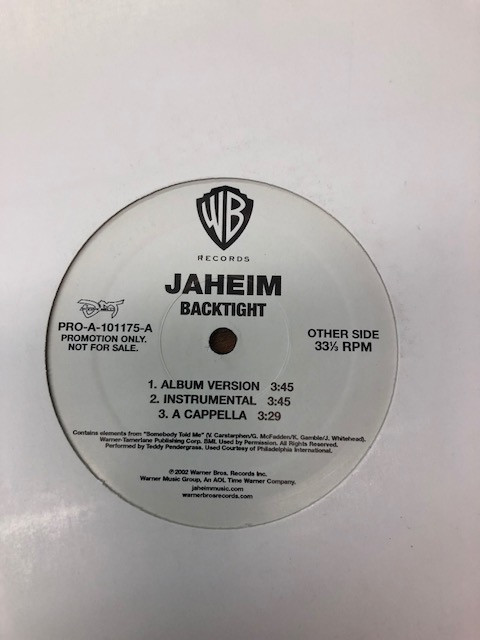 WB
RECORDS
JAHEIM
BACKTIGHT
PRO-A-101175-A
PROMOTION ONLY.
NOT FOR SALE.
OTHER SIDE
33⅓ RPM
1. ALBUM VERSION 3:45
2. INSTRUMENTAL 3:45
3. A CAPPELLA 3:29
Contains elements from "Somebody Told Me" (V. Carstarphen/G. McFadden/K. Gamble/J. Whitehead).
Warner-Tamerlane Publishing Corp. BMI. Used by Permission. All Rights Reserved.
Performed by Teddy Pendergrass. Used Courtesy of Philadelphia International.
℗©2002 Warner Bros. Records Inc.
Warner Music Group, An AOL Time Warner Company.
jaheimmusic.com
warnerbrosrecords.com